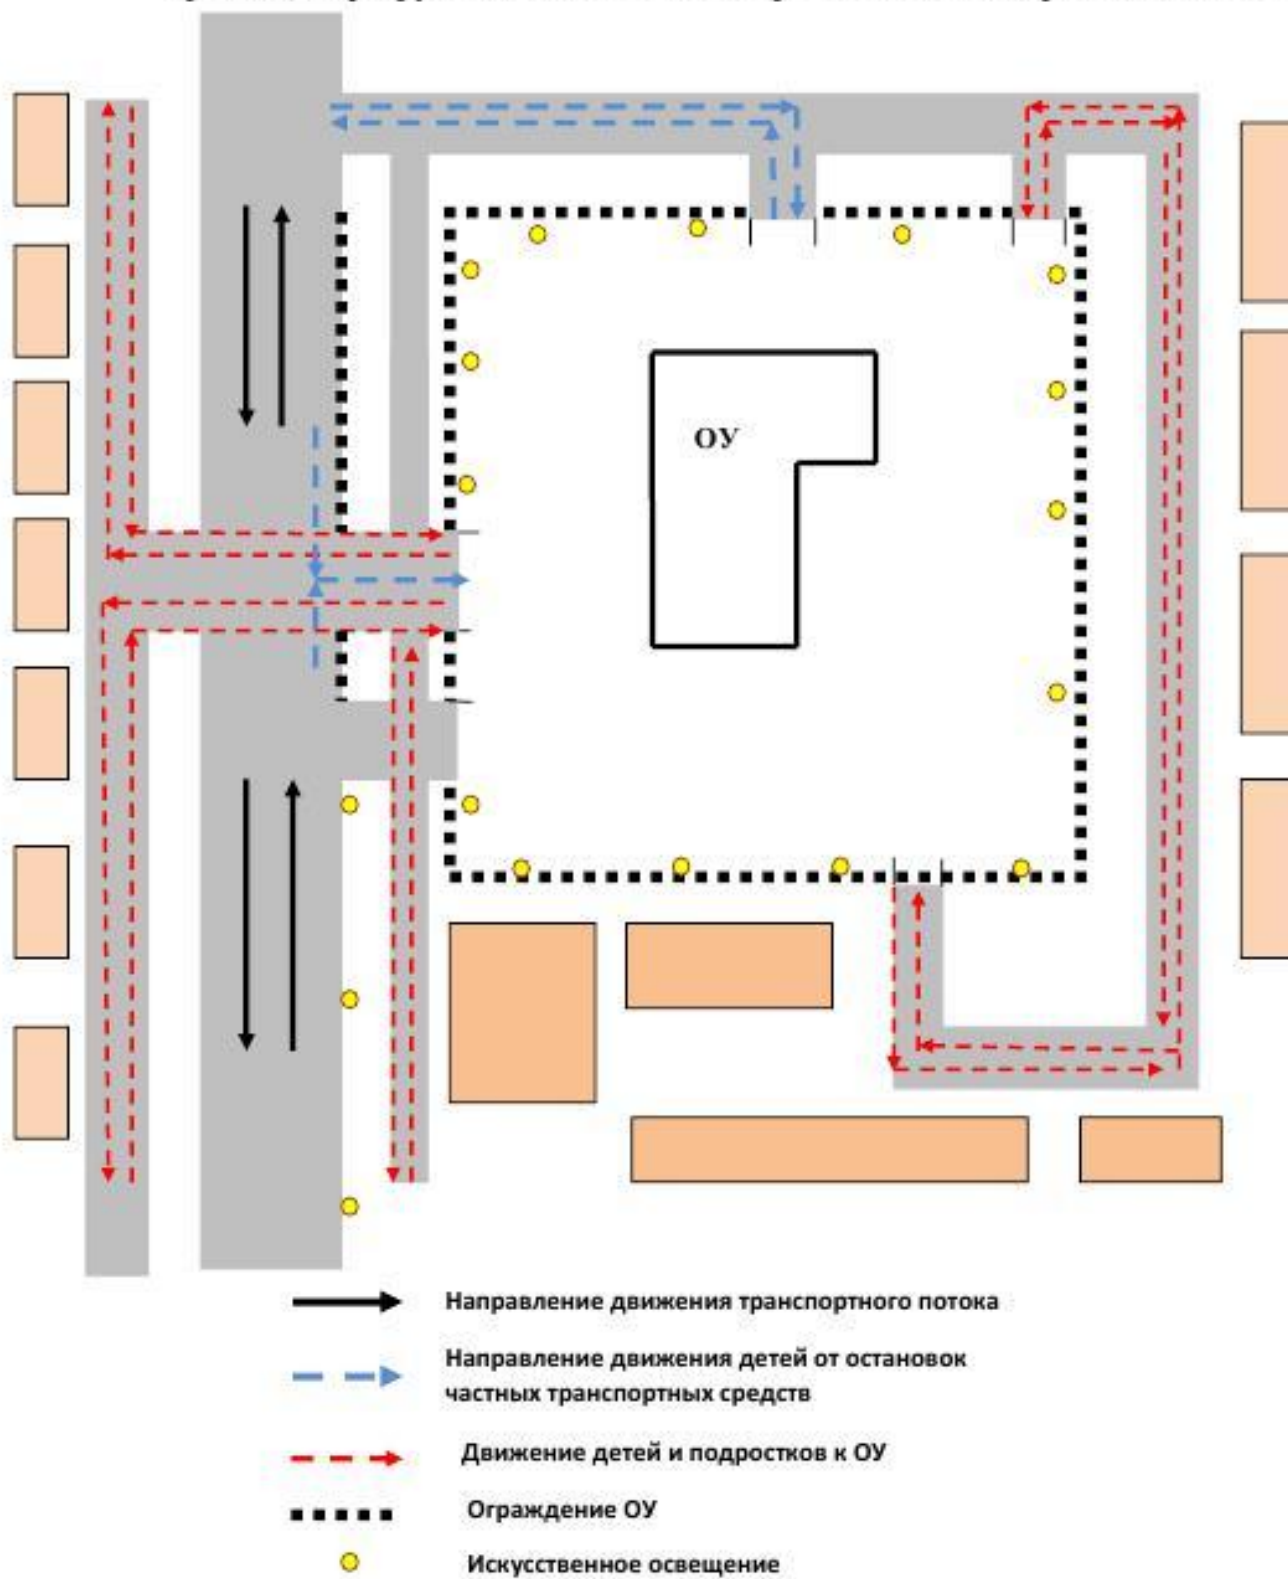 ОУ
Направление движения транспортного потока
Направление движения детей от остановок
частных транспортных средств
Движение детей и подростков к ОУ
Ограждение ОУ
Искусственное освещение